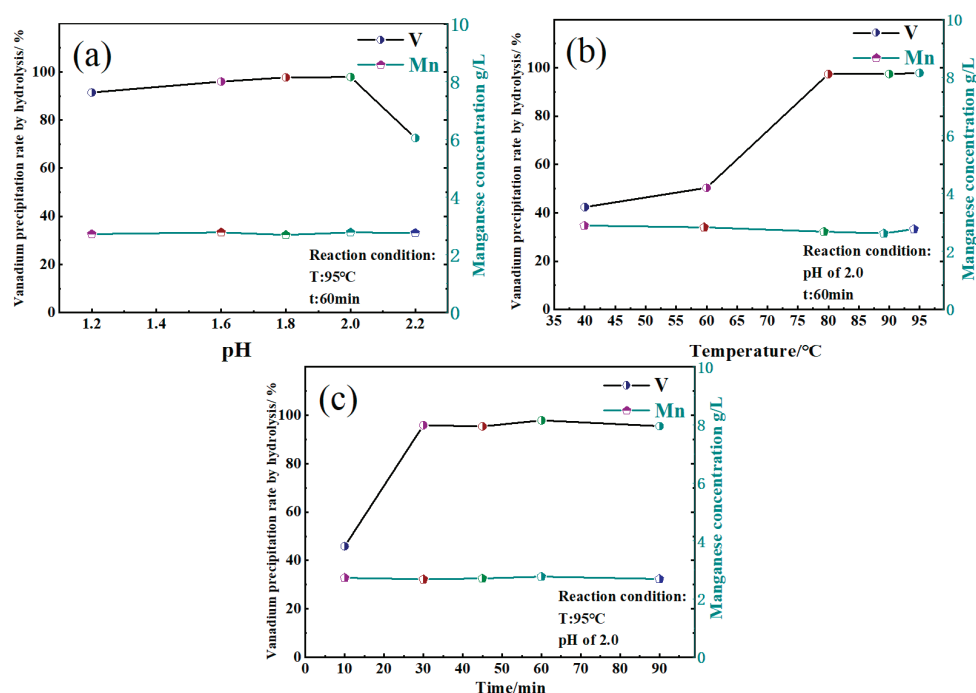 (a)
V
Mn
Vanadium precipitation rate by hydrolysis/ %
100
80
60
40
20
0
Manganese concentration g/L
10
8
6
4
2
0
Reaction condition:
T:95°C
t:60min
1.2 1.4 1.6 1.8 2.0 2.2
pH
(b)
V
Mn
Vanadium precipitation rate by hydrolysis/ %
100
80
60
40
20
0
Manganese concentration g/L
10
8
6
4
2
0
Reaction condition:
pH of 2.0
t:60min
35 40 45 50 55 60 65 70 75 80 85 90 95
Temperature/°C
(c)
V
Mn
Vanadium precipitation rate by hydrolysis/ %
100
80
60
40
20
0
Manganese concentration g/L
10
8
6
4
2
0
Reaction condition:
T:95°C
pH of 2.0
0 10 20 30 40 50 60 70 80 90
Time/min